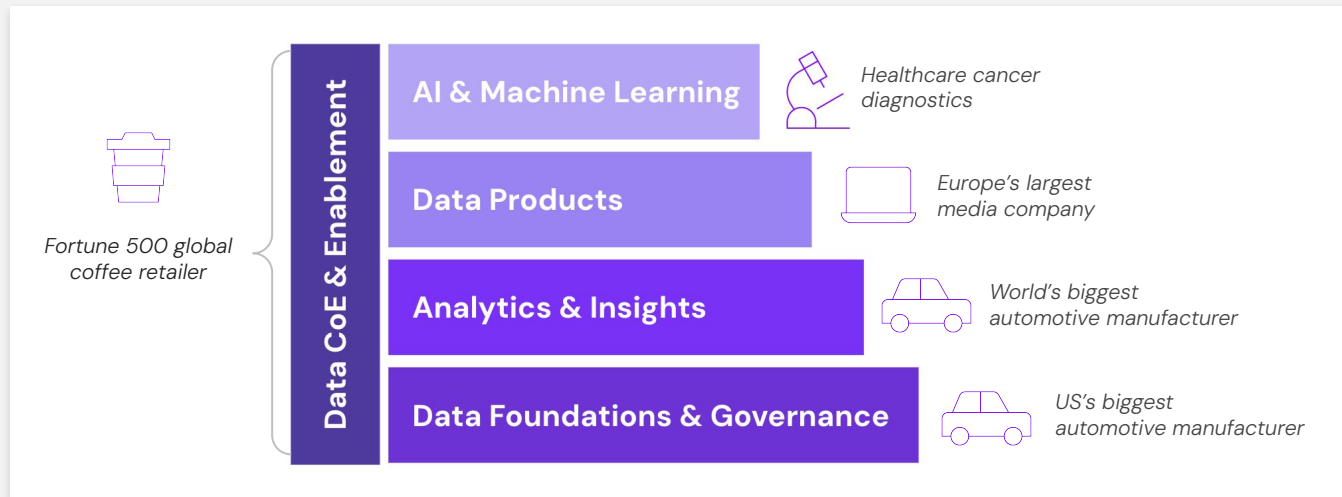 Fortune 500 global
coffee retailer
Data CoE & Enablement
AI & Machine Learning
Healthcare cancer
diagnostics
Data Products
Europe's largest
media company
Analytics & Insights
World's biggest
automotive manufacturer
Data Foundations & Governance
US's biggest
automotive manufacturer